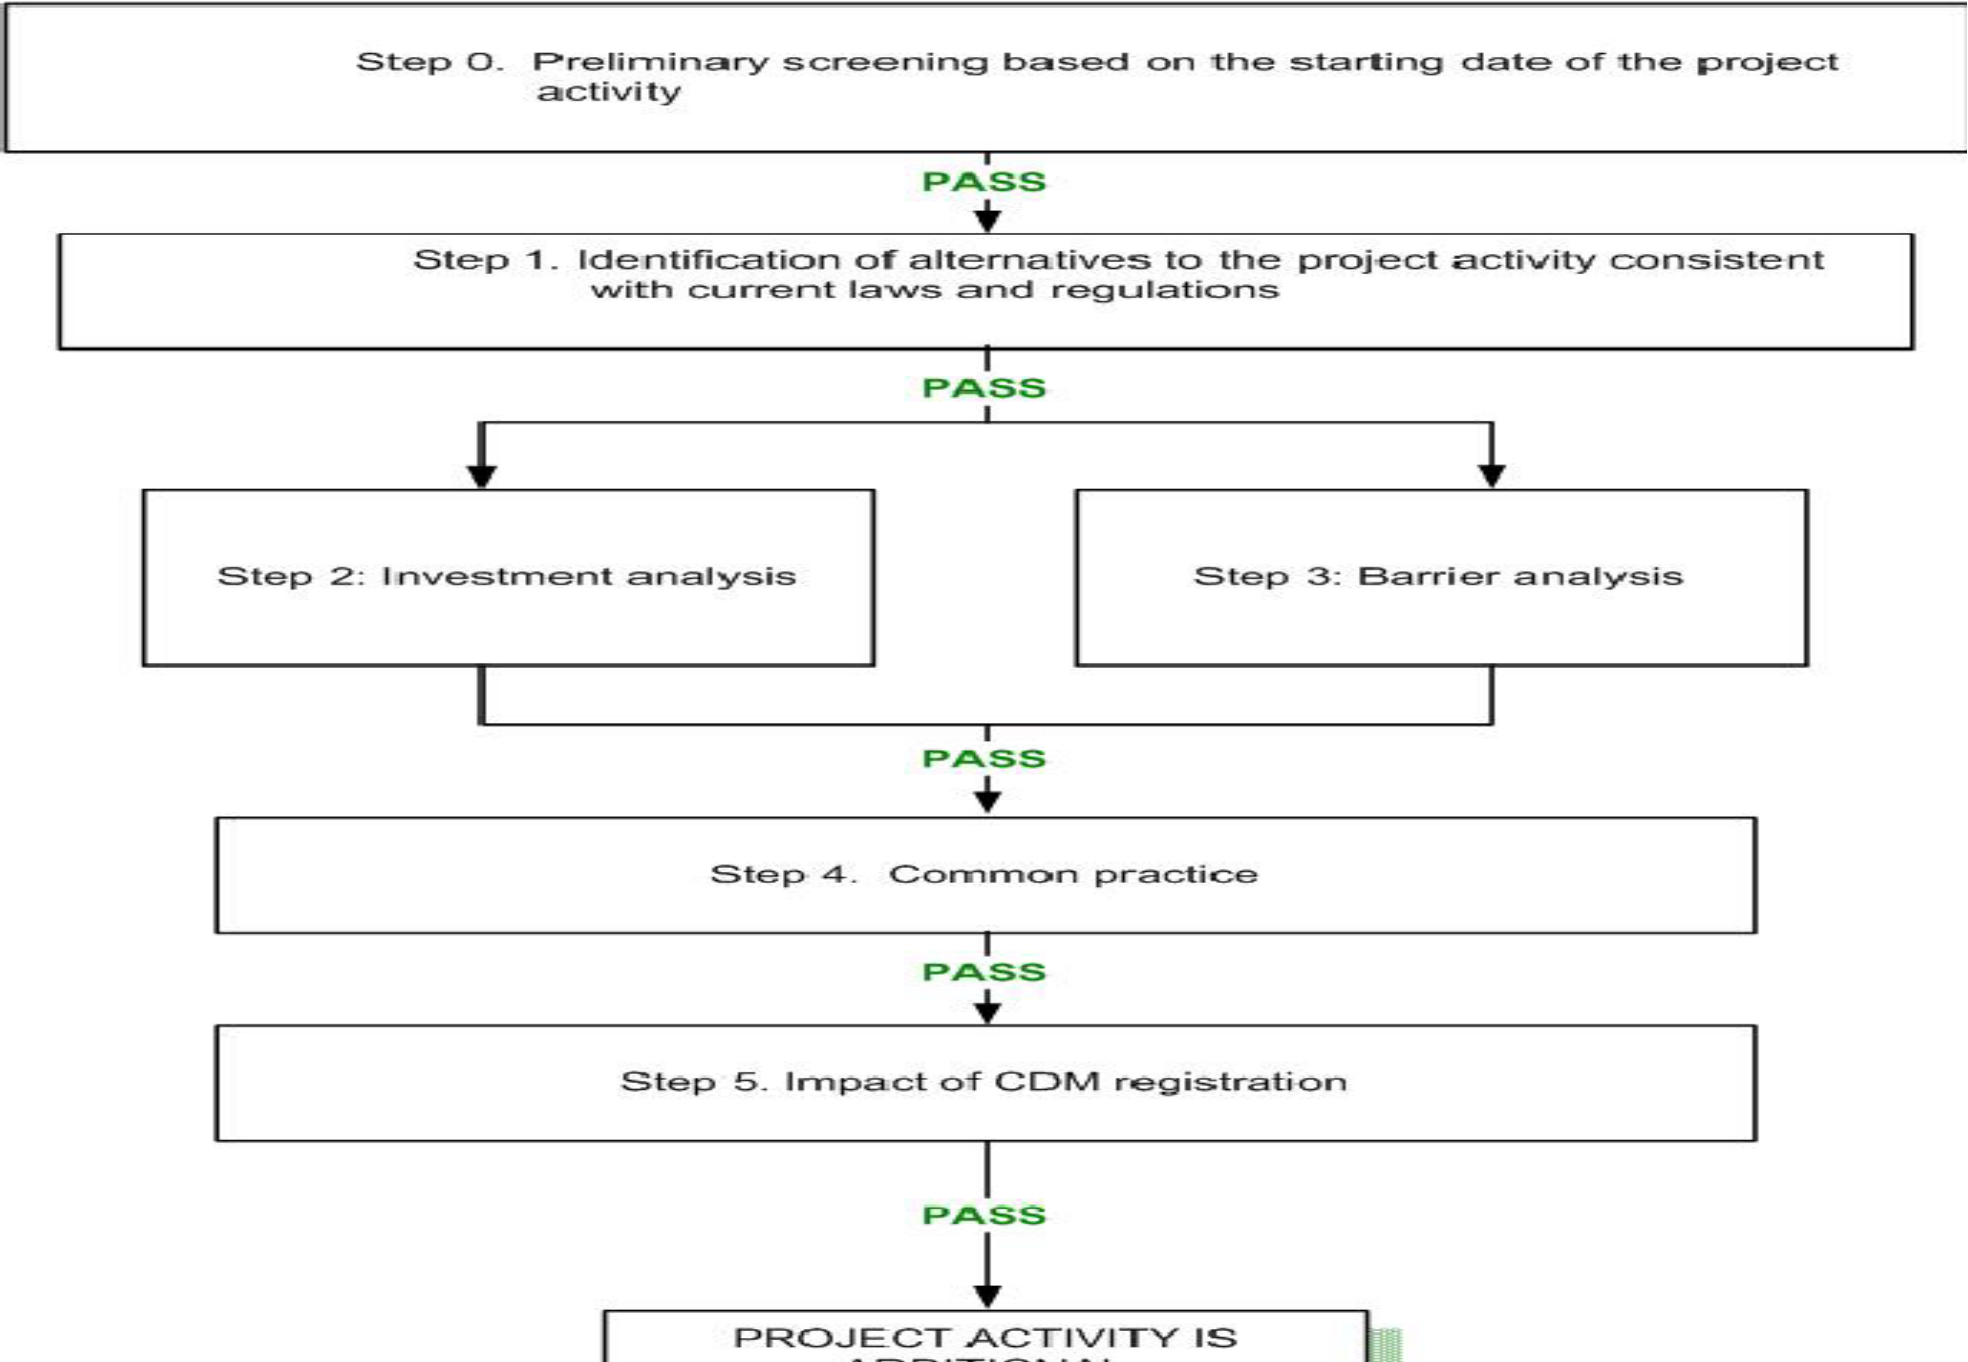 Step 0. Preliminary screening based on the starting date of the project
activity
PASS
Step 1. Identification of alternatives to the project activity consistent
with current laws and regulations
PASS
Step 2: Investment analysis
Step 3: Barrier analysis
PASS
Step 4. Common practice
PASS
Step 5. Impact of CDM registration
PASS
PROJECT ACTIVITY IS